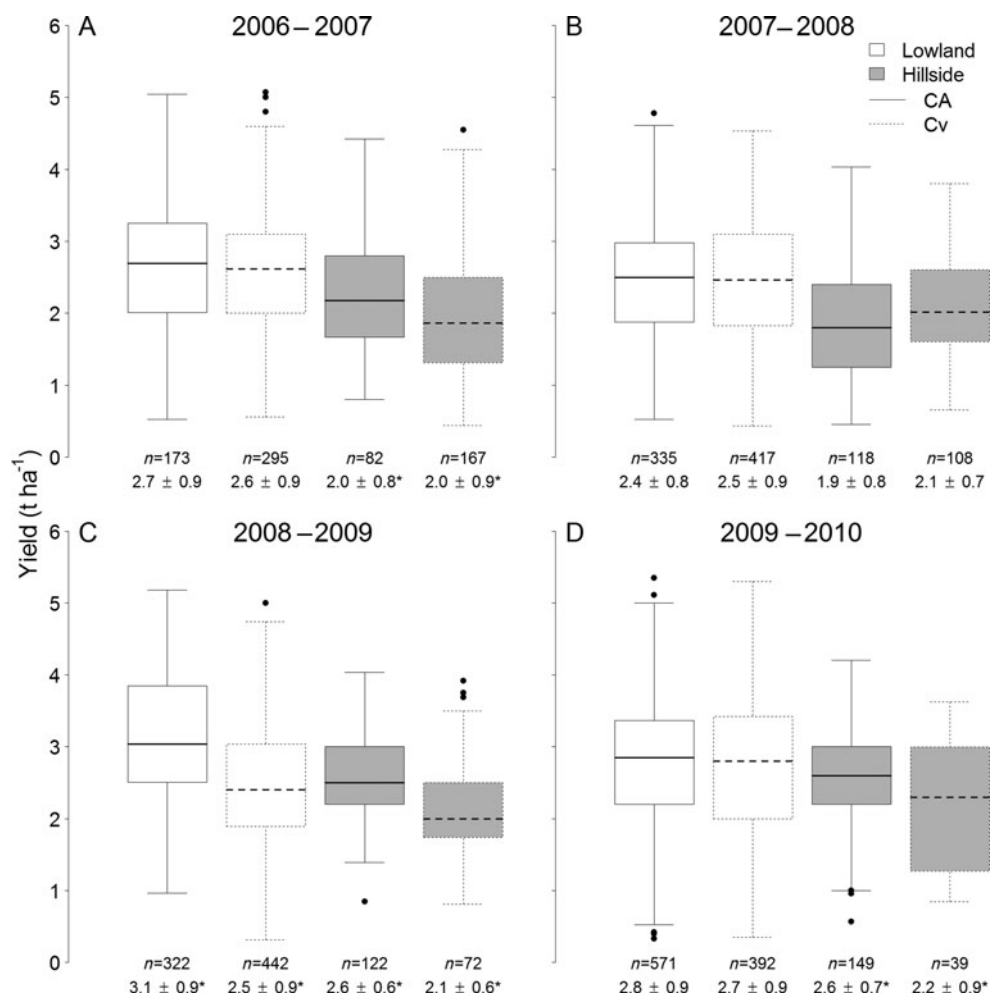 A
2006–2007
B
2007–2008
Lowland
Hillside
CA
Cv
6
5
4
3
2
1
0
n=173
n=295
n=82
n=167
2.7 ± 0.9
2.6 ± 0.9
2.0 ± 0.8*
2.0 ± 0.9*
n=335
n=417
n=118
n=108
2.4 ± 0.8
2.5 ± 0.9
1.9 ± 0.8
2.1 ± 0.7
Yield (t ha⁻¹)
C
2008–2009
D
2009–2010
6
5
4
3
2
1
0
n=322
n=442
n=122
n=72
3.1 ± 0.9*
2.5 ± 0.9*
2.6 ± 0.6*
2.1 ± 0.6*
n=571
n=392
n=149
n=39
2.8 ± 0.9
2.7 ± 0.9
2.6 ± 0.7*
2.2 ± 0.9*